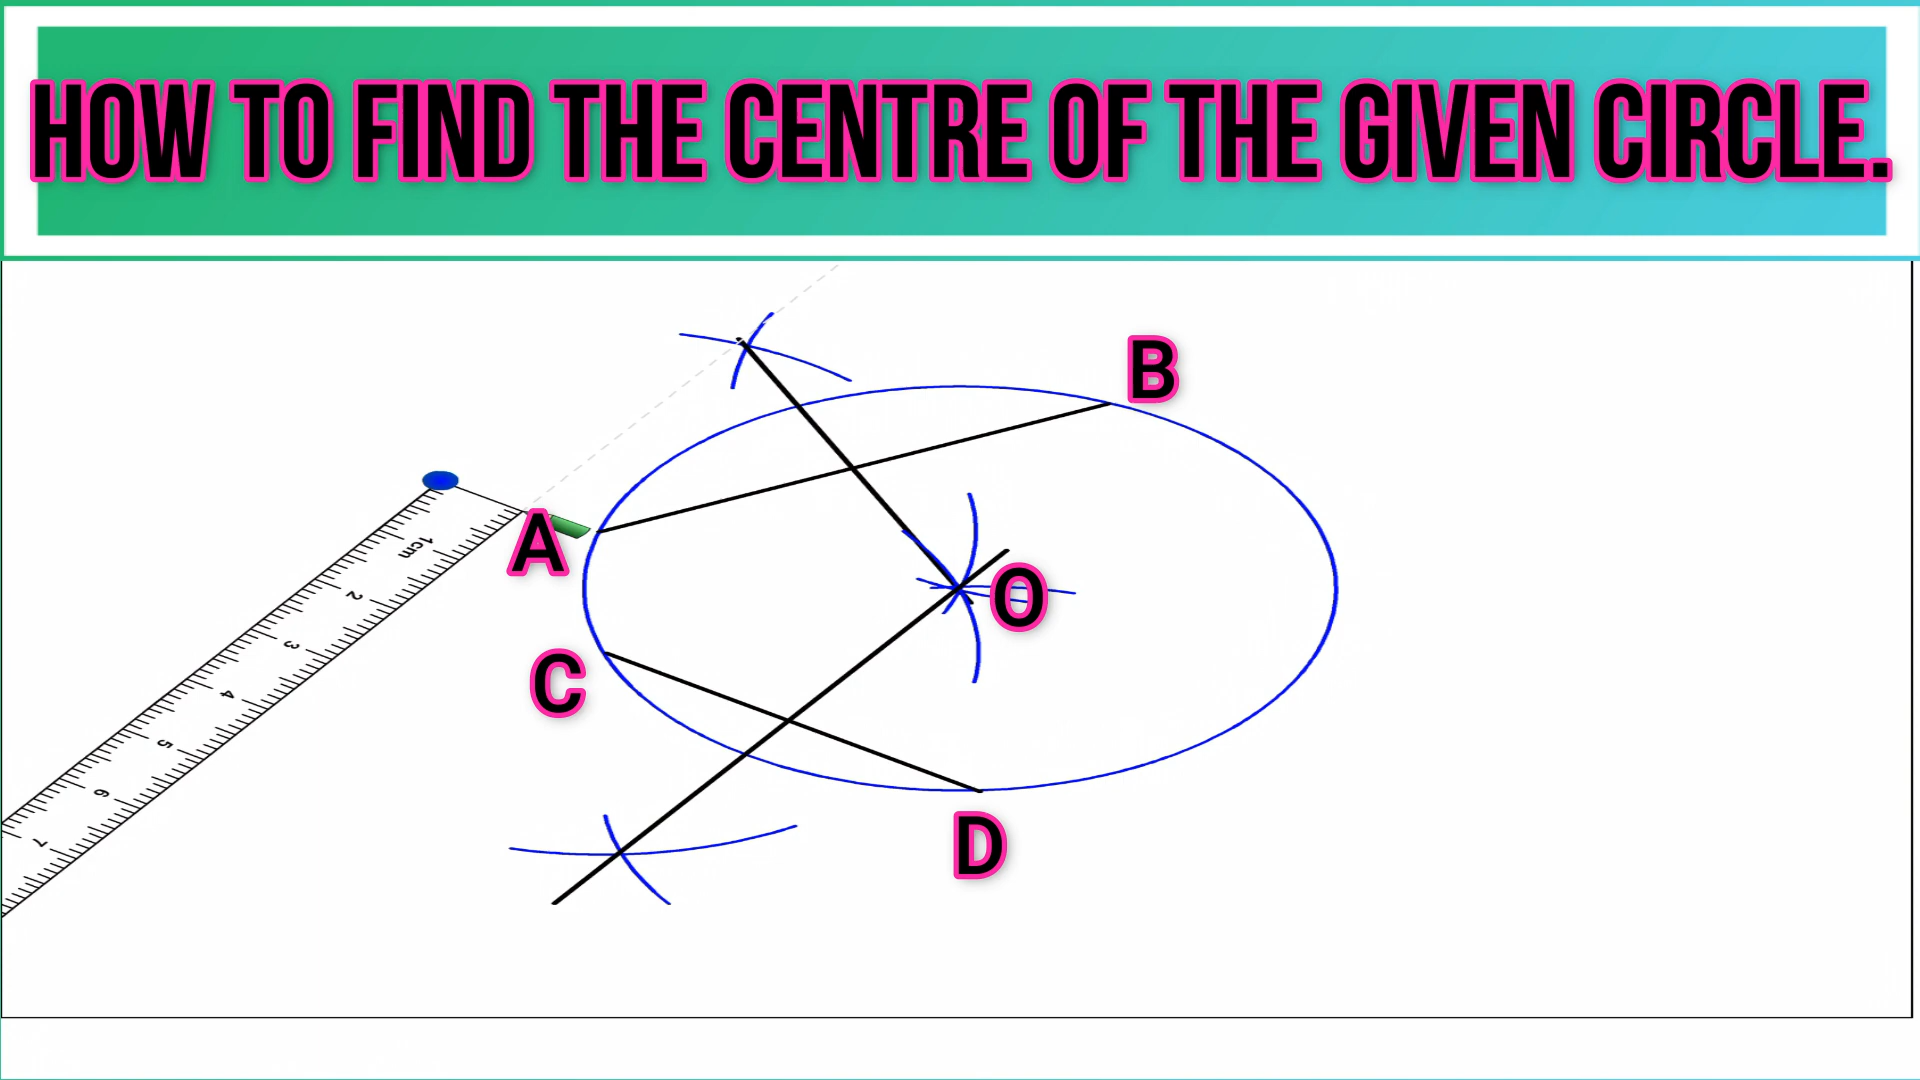 HOW TO FIND THE CENTRE OF THE GIVEN CIRCLE.
B
A
O
C
D
1cm
2
3
4
5
6
7